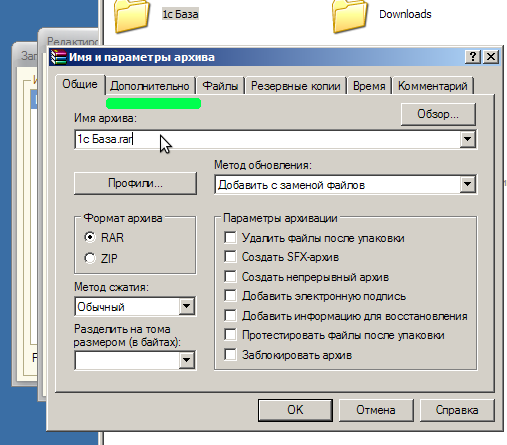 1с База
Downloads
Редактиро
Заг
Имя и параметры архива
Общие
Дополнительно
Файлы
Резервные копии
Время
Комментарий
Имя архива:
Обзор...
1с База.rar
Метод обновления:
Профили...
Добавить с заменой файлов
Формат архива
RAR
ZIP
Метод сжатия:
Обычный
Разделить на тома
размером (в байтах):
Параметры архивации
Удалить файлы после упаковки
Создать SFX-архив
Создать непрерывный архив
Добавить электронную подпись
Добавить информацию для восстановления
Протестировать файлы после упаковки
Заблокировать архив
OK
Отмена
Справка